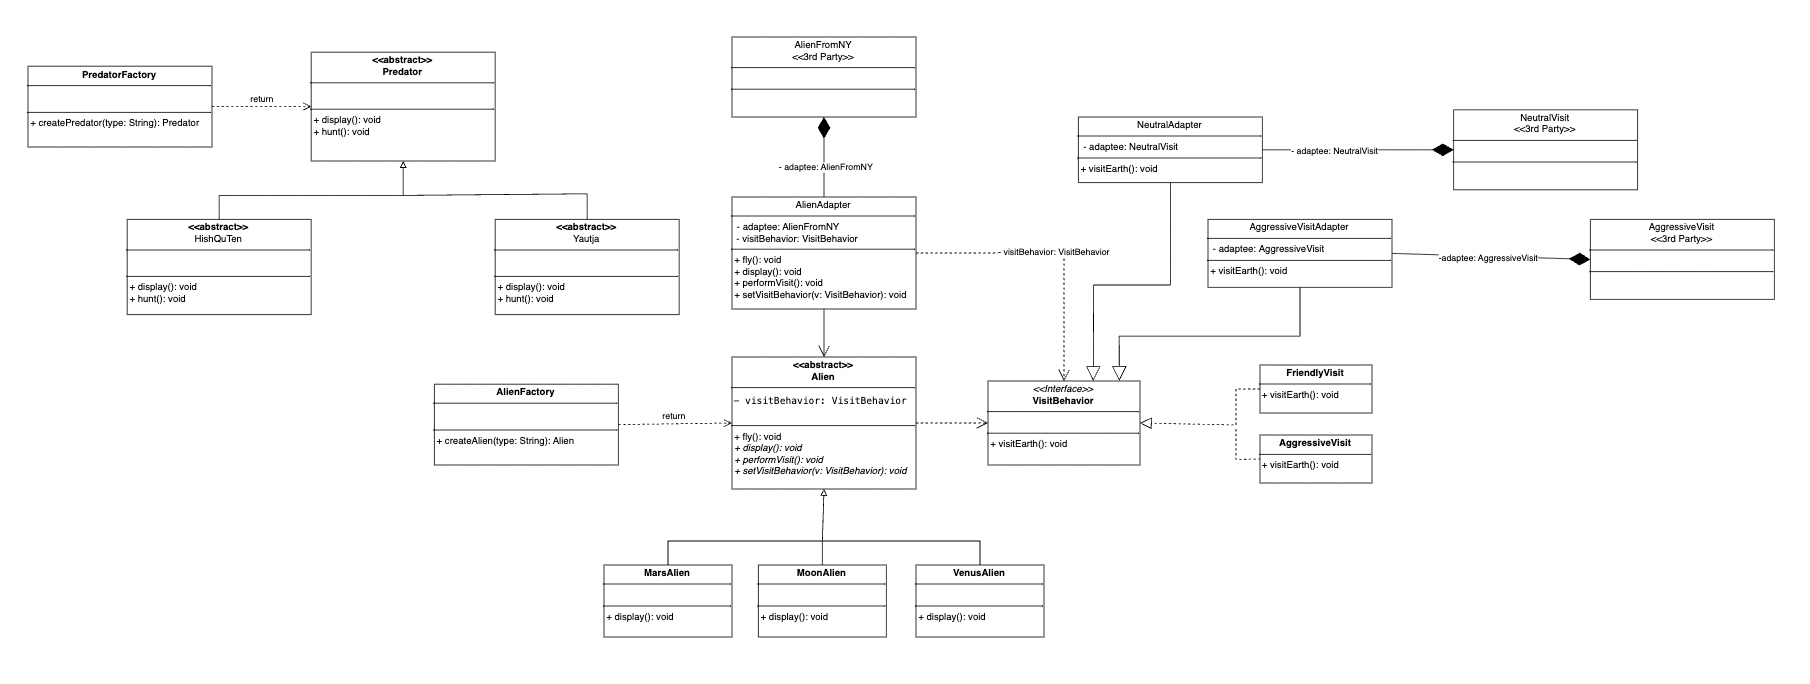 PredatorFactory
+ createPredator(type: String): Predator
return
<<abstract>>
Predator
+ display(): void
+ hunt(): void
<<abstract>>
HishQuTen
+ display(): void
+ hunt(): void
<<abstract>>
Yautja
+ display(): void
+ hunt(): void
AlienFromNY
<<3rd Party>>
- adaptee: AlienFromNY
AlienAdapter
- adaptee: AlienFromNY
- visitBehavior: VisitBehavior
+ fly(): void
+ display(): void
+ performVisit(): void
+ setVisitBehavior(v: VisitBehavior): void
visitBehavior: VisitBehavior
NeutralAdapter
- adaptee: NeutralVisit
+ visitEarth(): void
- adaptee: NeutralVisit
NeutralVisit
<<3rd Party>>
AggressiveVisitAdapter
- adaptee: AggressiveVisit
+ visitEarth(): void
-adaptee: AggressiveVisit
AggressiveVisit
<<3rd Party>>
AlienFactory
+ createAlien(type: String): Alien
return
<<abstract>>
Alien
− visitBehavior: VisitBehavior
+ fly(): void
+ display(): void
+ performVisit(): void
+ setVisitBehavior(v: VisitBehavior): void
<<Interface>>
VisitBehavior
+ visitEarth(): void
FriendlyVisit
+ visitEarth(): void
AggressiveVisit
+ visitEarth(): void
MarsAlien
+ display(): void
MoonAlien
+ display(): void
VenusAlien
+ display(): void